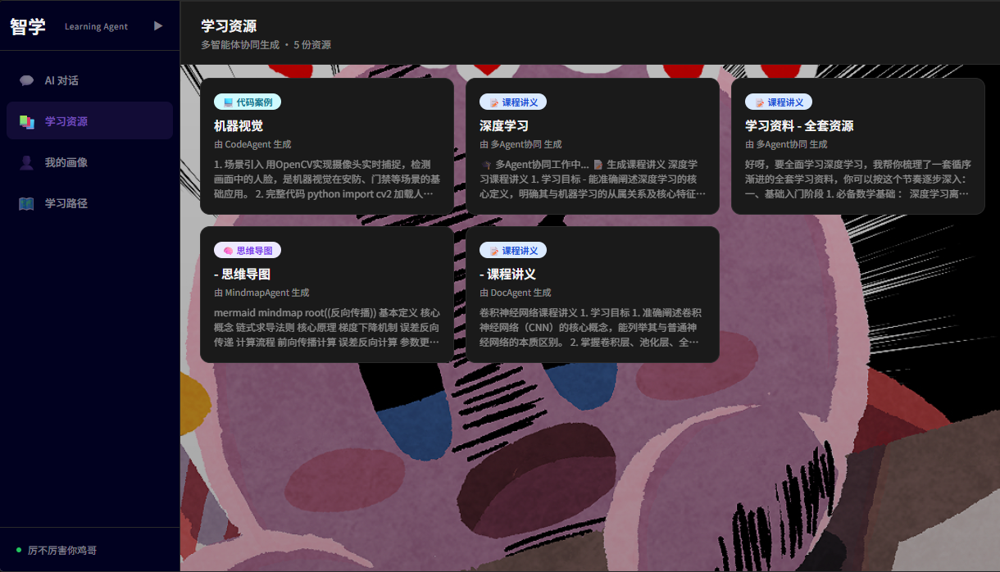 智学 Learning Agent ▶
AI 对话
学习资源
我的画像
学习路径
厉不厉害你鸡哥
学习资源
多智能体协同生成 · 5 份资源
代码案例
机器视觉
由 CodeAgent 生成
1. 场景引入 用OpenCV实现摄像头实时捕捉，检测
画面中的人脸，是机器视觉在安防、门禁等场景的基
础应用。 2. 完整代码 python import cv2 加载人…
课程讲义
深度学习
由 多Agent协同 生成
多Agent协同工作中... 生成课程讲义 深度学
习课程讲义 1. 学习目标 - 能准确阐述深度学习的核
心定义，明确其与机器学习的从属关系及核心特征…
课程讲义
学习资料 - 全套资源
由 多Agent协同 生成
好呀，要全面学习深度学习，我帮你梳理了一套循序
渐进的全套学习资料，你可以按这个节奏逐步深入：
一、基础入门阶段 1. 必备数学基础 ： 深度学习离…
思维导图
- 思维导图
由 MindmapAgent 生成
mermaid mindmap root((反向传播)) 基本定义 核心
概念 链式求导法则 核心原理 梯度下降机制 误差反向
传递 计算流程 前向传播计算 误差反向计算 参数更…
课程讲义
- 课程讲义
由 DocAgent 生成
卷积神经网络课程讲义 1. 学习目标 1. 准确阐述卷积
神经网络（CNN）的核心概念，能列举其与普通神
经网络的本质区别。 2. 掌握卷积层、池化层、全…